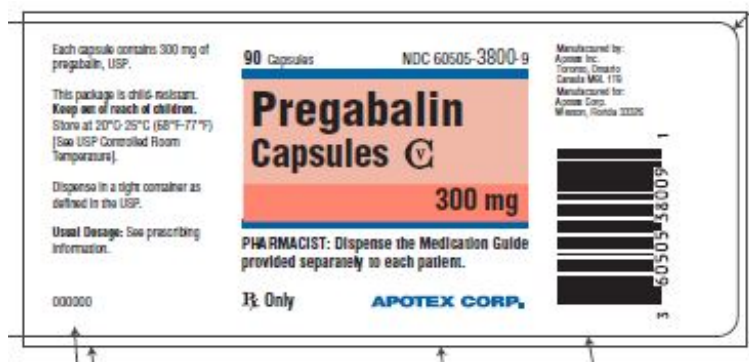 Each capsule contains 300 mg of
pregabalin, USP.
This package is child-resistant.
Keep out of reach of children.
Store at 20°C-25°C (68°F-77°F)
[See USP Controlled Room
Temperature].
Dispense in a tight container as
defined in the USP.
Usual Dosage: See prescribing
information.
000000
90 Capsules NDC 60505-3800-9
Pregabalin
Capsules CV
300 mg
PHARMACIST: Dispense the Medication Guide
provided separately to each patient.
Rx Only APOTEX CORP.
Manufactured by:
Apotex Inc.
Toronto, Ontario
Canada M9L 1T9
Manufactured for:
Apotex Corp.
Weston, Florida 33326
3 60505 38009 1